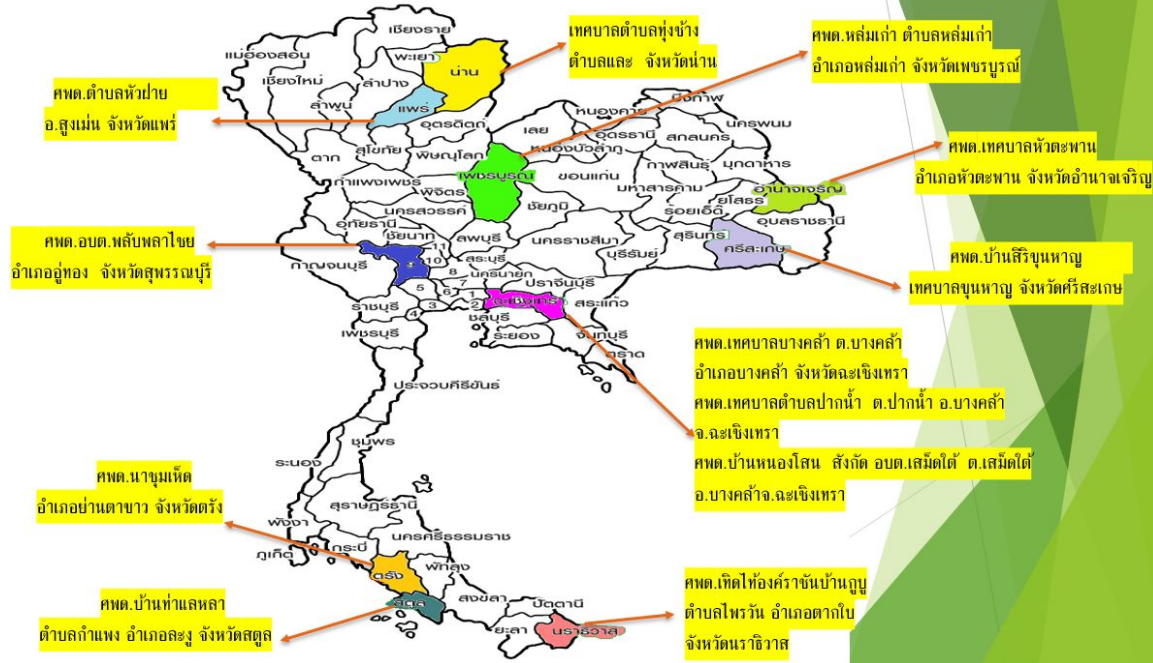 เทศบาลตำบลทุ่งช้าง
ตำบลและ จังหวัดน่าน
ศพด.หล่มเก่า ตำบลหล่มเก่า
อำเภอหล่มเก่า จังหวัดเพชรบูรณ์
ศพด.ตำบลหัวฝาย
อ.สูงเม่น จังหวัดแพร่
ศพด.เทศบาลหัวตะพาน
อำเภอหัวตะพาน จังหวัดอำนาจเจริญ
ศพด.อบต.พลับพลาไชย
อำเภออู่ทอง จังหวัดสุพรรณบุรี
ศพด.บ้านสิริขุนหาญ
เทศบาลขุนหาญ จังหวัดศรีสะเกษ
ศพด.เทศบาลบางคล้า ต.บางคล้า
อำเภอบางคล้า จังหวัดฉะเชิงเทรา
ศพด.เทศบาลตำบลปากน้ำ ต.ปากน้ำ อ.บางคล้า
จ.ฉะเชิงเทรา
ศพด.บ้านหนองโสน สังกัด อบต.เสม็ดใต้ ต.เสม็ดใต้
อ.บางคล้าจ.ฉะเชิงเทรา
ศพด.นาชุมเห็ด
อำเภอย่านตาขาว จังหวัดตรัง
ศพด.บ้านท่าแลหลา
ตำบลกำแพง อำเภอละงู จังหวัดสตูล
ศพด.เทิดไท้องค์ราชันบ้านกูบู
ตำบลไพรวัน อำเภอตากใบ
จังหวัดนราธิวาส
เชียงราย
แม่ฮ่องสอน
พะเยา
น่าน
เชียงใหม่
ลำปาง
ลำพูน
แพร่
อุตรดิตถ์
เลย
หนองคาย
บึงกาฬ
อุดรธานี
นครพนม
สกลนคร
หนองบัวลำภู
ตาก
สุโขทัย
พิษณุโลก
เพชรบูรณ์
ขอนแก่น
กาฬสินธุ์
มุกดาหาร
กำแพงเพชร
พิจิตร
มหาสารคาม
อำนาจเจริญ
ยโสธร
ร้อยเอ็ด
ชัยภูมิ
นครสวรรค์
อุบลราชธานี
อุทัยธานี
ชัยนาท
ลพบุรี
นครราชสีมา
บุรีรัมย์
สุรินทร์
ศรีสะเกษ
กาญจนบุรี
11
10
9
สระบุรี
8
นครนายก
7
ปราจีนบุรี
5
6
1
ฉะเชิงเทรา
สระแก้ว
ราชบุรี
3
2
4
ชลบุรี
เพชรบุรี
ระยอง
จันทบุรี
ตราด
ประจวบคีรีขันธ์
ชุมพร
ระนอง
สุราษฎร์ธานี
พังงา
นครศรีธรรมราช
กระบี่
ภูเก็ต
ตรัง
พัทลุง
สตูล
สงขลา
ปัตตานี
ยะลา
นราธิวาส